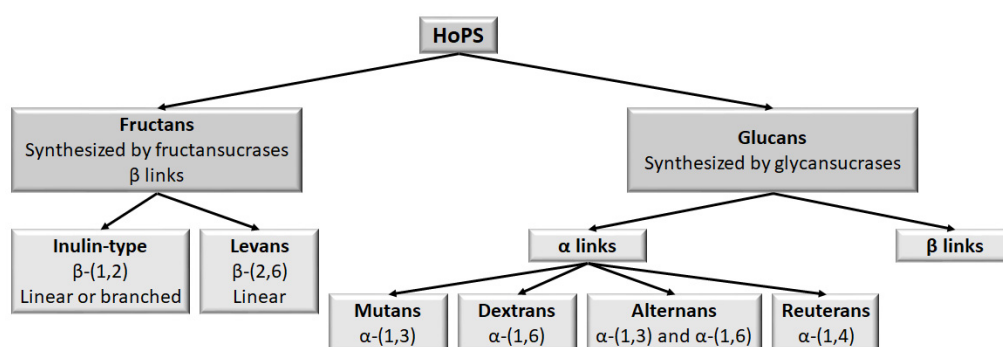 HoPS
Fructans
Synthesized by fructansucrases
β links
Glucans
Synthesized by glycansucrases
Inulin-type
β-(1,2)
Linear or branched
Levans
β-(2,6)
Linear
α links
β links
Mutans
α-(1,3)
Dextrans
α-(1,6)
Alternans
α-(1,3) and α-(1,6)
Reuterans
α-(1,4)